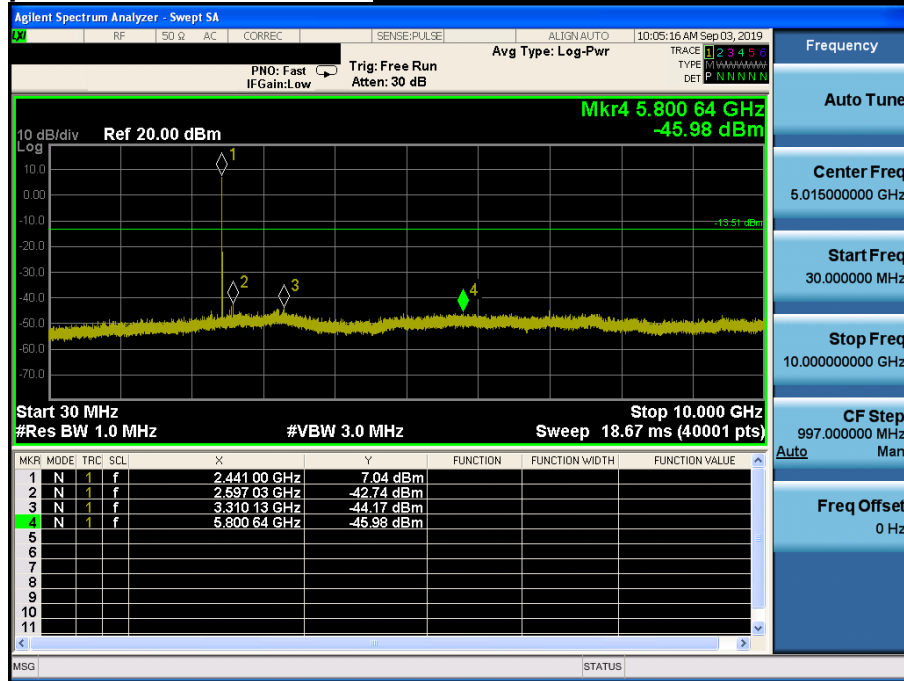 Agilent Spectrum Analyzer - Swept SA
LXI RF 50 Ω AC CORREC SENSE:PULSE ALIGN AUTO 10:05:16 AM Sep 03, 2019
Avg Type: Log-Pwr TRACE 1 2 3 4 5 6
PNO: Fast Trig: Free Run TYPE M WWWWW
IFGain:Low Atten: 30 dB DET P N N N N N
Mkr4 5.800 64 GHz
10 dB/div Ref 20.00 dBm -45.98 dBm
Log
10.0
0.00
-10.0
-13.51 dBm
-20.0
-30.0
-40.0
-50.0
-60.0
-70.0
1
2
3
4
Start 30 MHz Stop 10.000 GHz
#Res BW 1.0 MHz #VBW 3.0 MHz Sweep 18.67 ms (40001 pts)
MKR MODE TRC SCL X Y FUNCTION FUNCTION WIDTH FUNCTION VALUE
1 N 1 f 2.441 00 GHz 7.04 dBm
2 N 1 f 2.597 03 GHz -42.74 dBm
3 N 1 f 3.310 13 GHz -44.17 dBm
4 N 1 f 5.800 64 GHz -45.98 dBm
5
6
7
8
9
10
11
MSG STATUS
Frequency
Auto Tune
Center Freq
5.015000000 GHz
Start Freq
30.000000 MHz
Stop Freq
10.000000000 GHz
CF Step
997.000000 MHz
Auto Man
Freq Offset
0 Hz